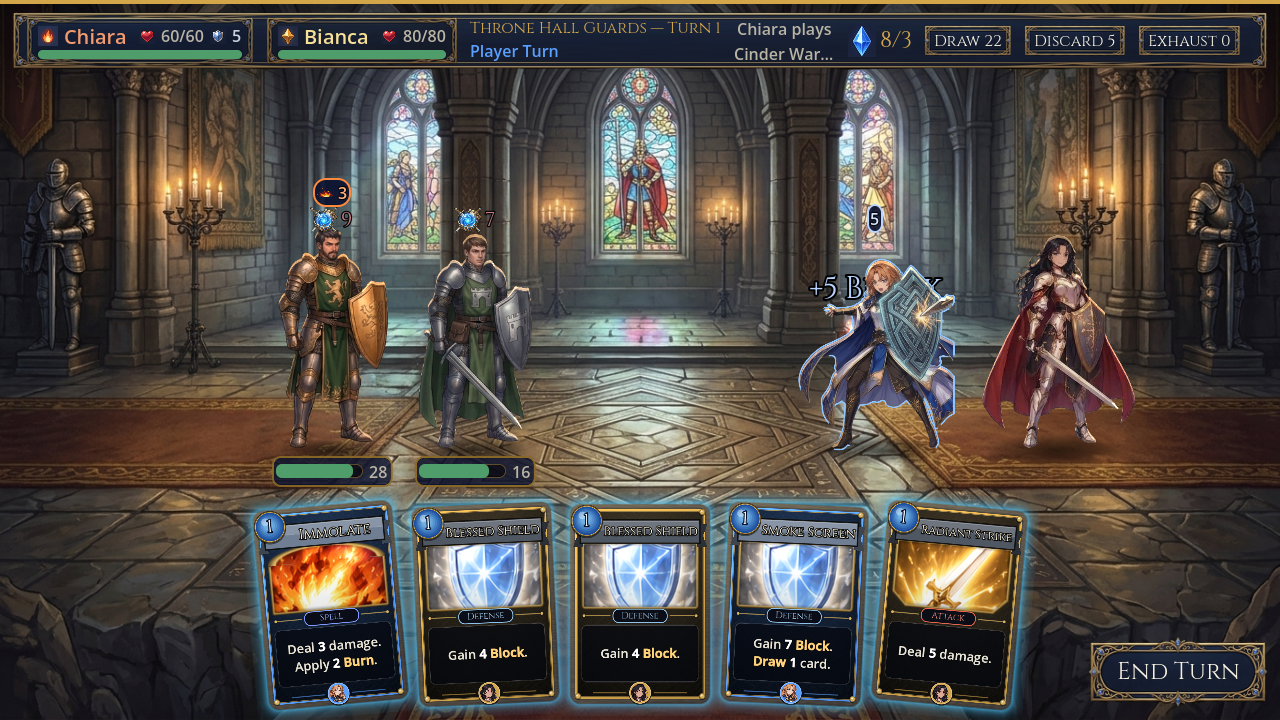 Chiara 60/60 5
Bianca 80/80
THRONE HALL GUARDS — TURN 1
Player Turn
Chiara plays
Cinder War...
8/3
DRAW 22
DISCARD 5
EXHAUST 0
3
9
7
5
+5
28
16
1
IMMOLATE
SPELL
Deal 3 damage.
Apply 2 Burn.
1
BLESSED SHIELD
DEFENSE
Gain 4 Block.
1
BLESSED SHIELD
DEFENSE
Gain 4 Block.
1
SMOKE SCREEN
DEFENSE
Gain 7 Block.
Draw 1 card.
1
RADIANT STRIKE
ATTACK
Deal 5 damage.
END TURN